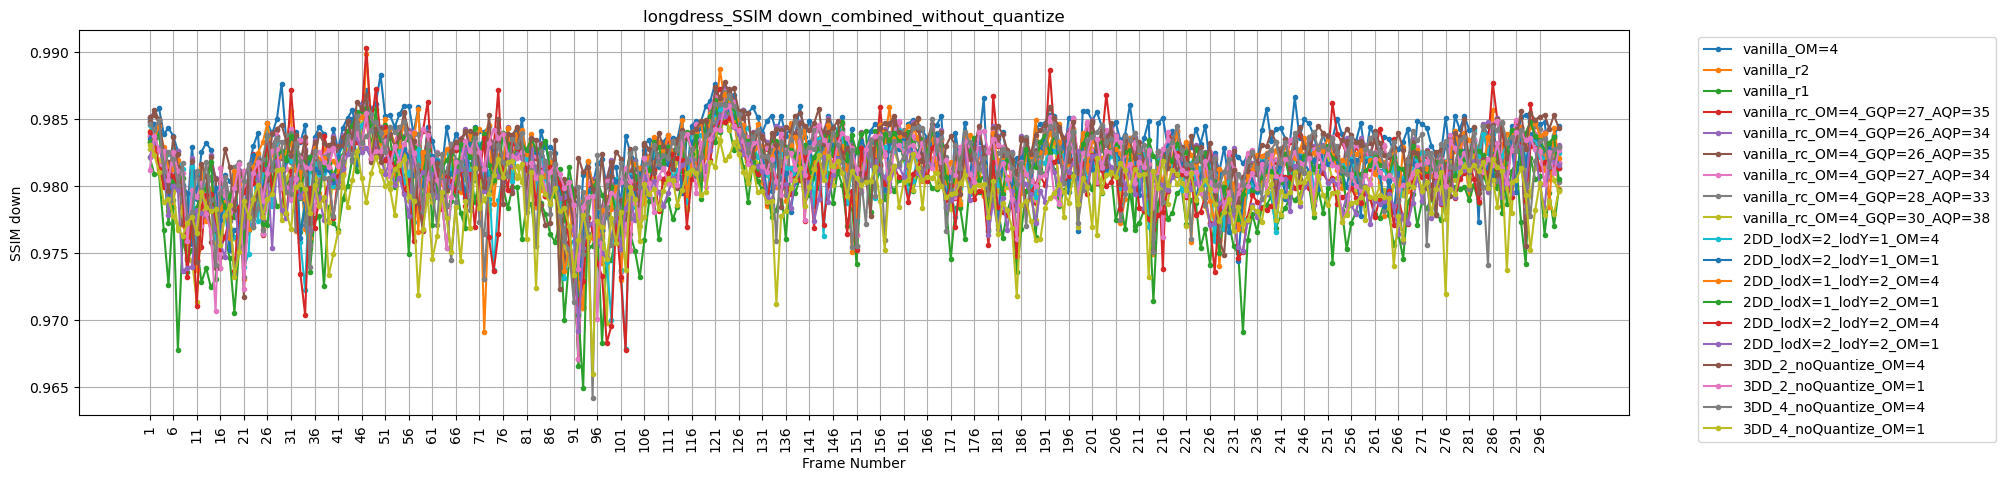 longdress_SSIM down_combined_without_quantize
0.990
0.985
0.980
0.975
0.970
0.965
SSIM down
1 6 11 16 21 26 31 36 41 46 51 56 61 66 71 76 81 86 91 96 101 106 111 116 121 126 131 136 141 146 151 156 161 166 171 176 181 186 191 196 201 206 211 216 221 226 231 236 241 246 251 256 261 266 271 276 281 286 291 296
Frame Number
vanilla_OM=4
vanilla_r2
vanilla_r1
vanilla_rc_OM=4_GQP=27_AQP=35
vanilla_rc_OM=4_GQP=26_AQP=34
vanilla_rc_OM=4_GQP=26_AQP=35
vanilla_rc_OM=4_GQP=27_AQP=34
vanilla_rc_OM=4_GQP=28_AQP=33
vanilla_rc_OM=4_GQP=30_AQP=38
2DD_lodX=2_lodY=1_OM=4
2DD_lodX=2_lodY=1_OM=1
2DD_lodX=1_lodY=2_OM=4
2DD_lodX=1_lodY=2_OM=1
2DD_lodX=2_lodY=2_OM=4
2DD_lodX=2_lodY=2_OM=1
3DD_2_noQuantize_OM=4
3DD_2_noQuantize_OM=1
3DD_4_noQuantize_OM=4
3DD_4_noQuantize_OM=1